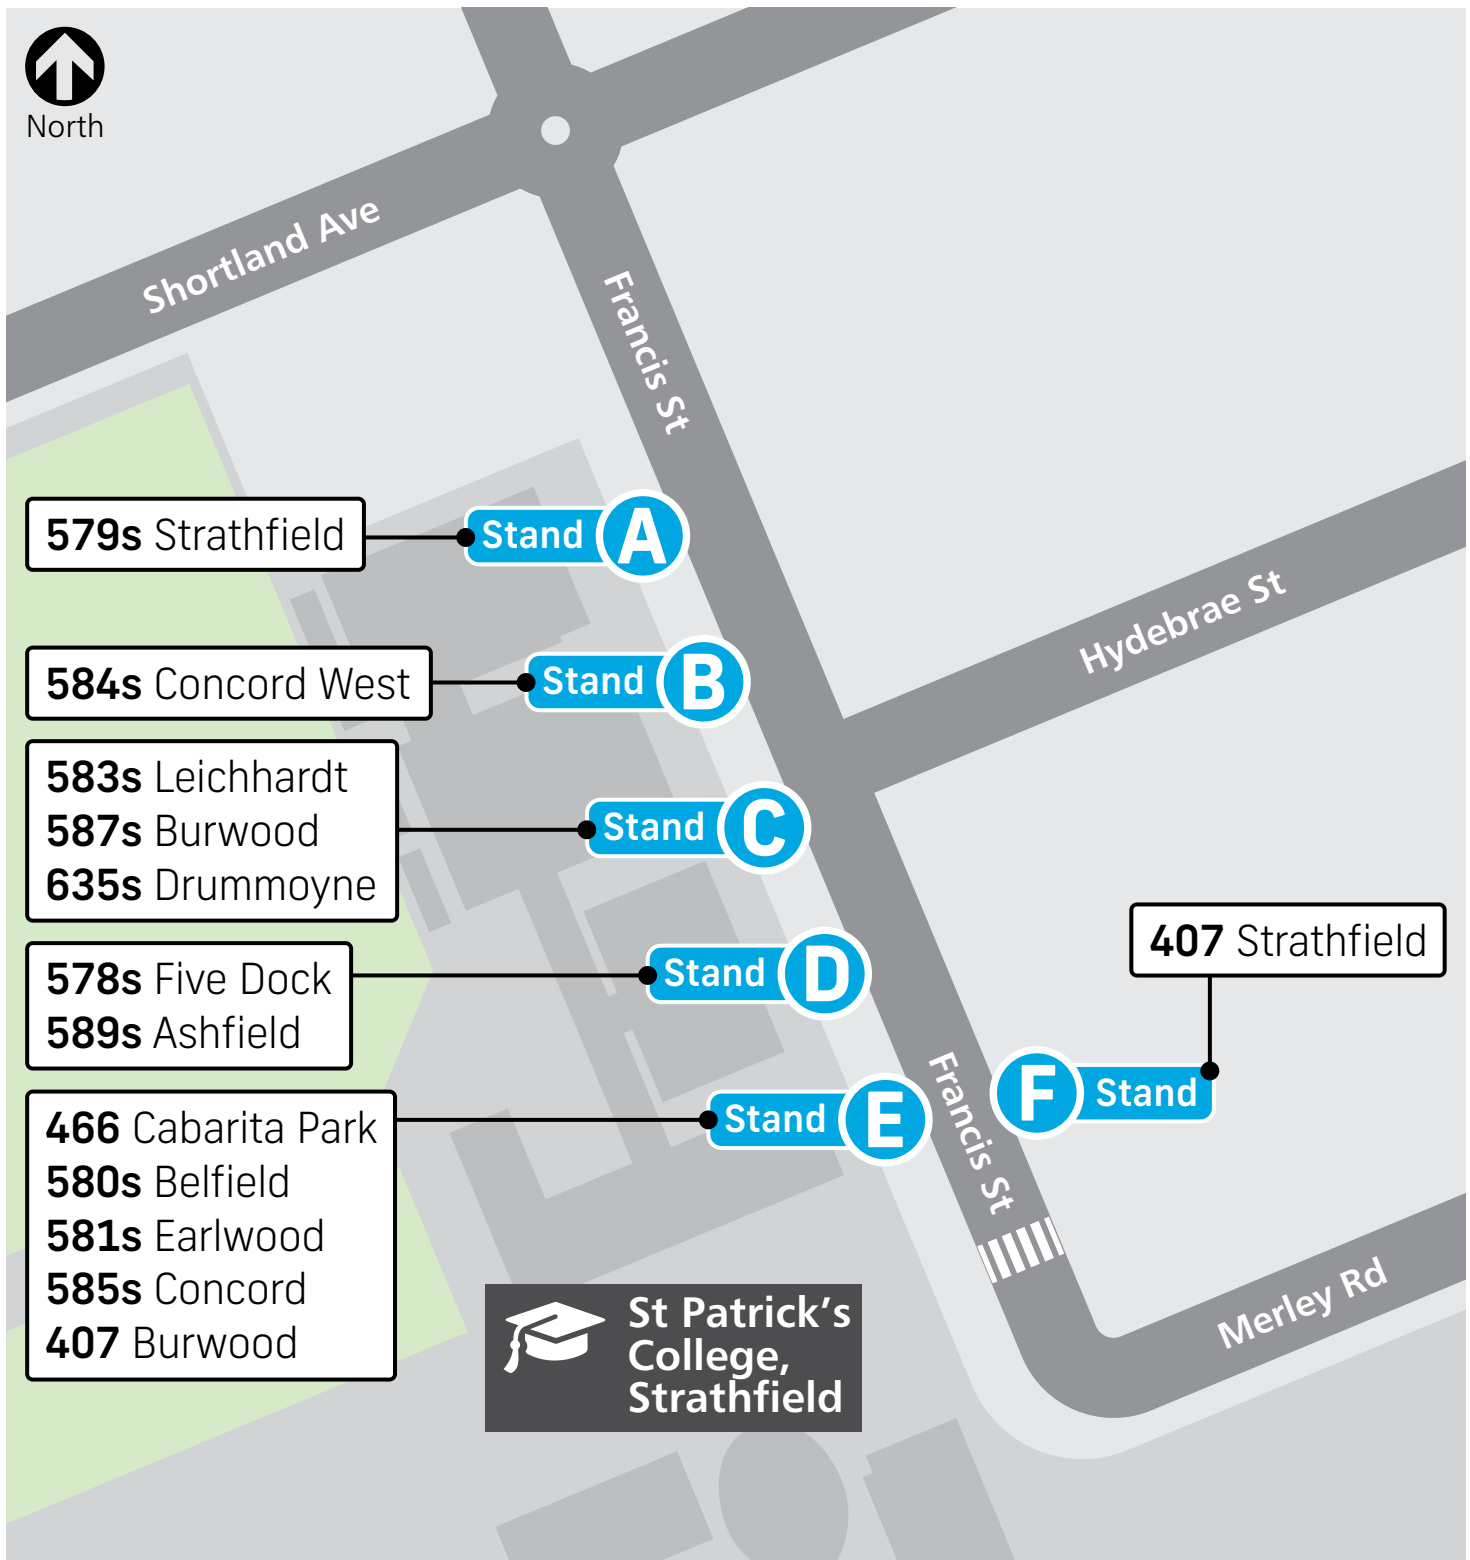 North
Shortland Ave
Francis St
579s Strathfield
Stand A
Hydebrae St
584s Concord West
Stand B
583s Leichhardt
587s Burwood
635s Drummoyne
Stand C
578s Five Dock
589s Ashfield
Stand D
407 Strathfield
F Stand
466 Cabarita Park
580s Belfield
581s Earlwood
585s Concord
407 Burwood
Stand E
Francis St
Merley Rd
St Patrick's
College,
Strathfield